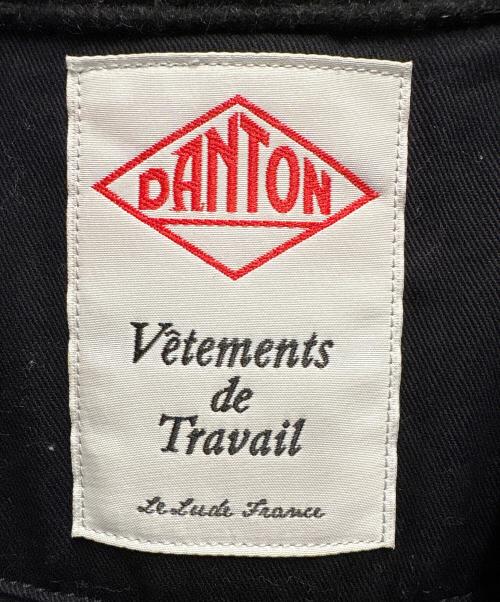 DANTON
Vêtements
de
Travail
Le Lude France